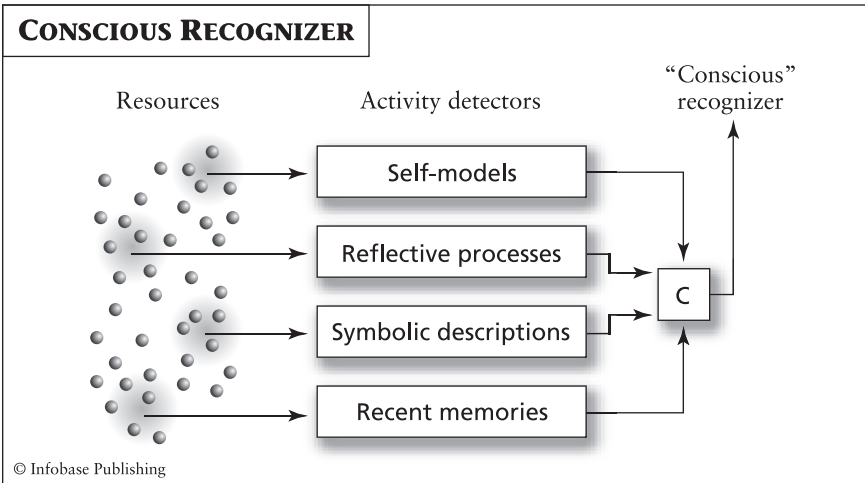 CONSCIOUS RECOGNIZER
Resources
Activity detectors
“Conscious”
recognizer
Self-models
Reflective processes
C
Symbolic descriptions
Recent memories
© Infobase Publishing